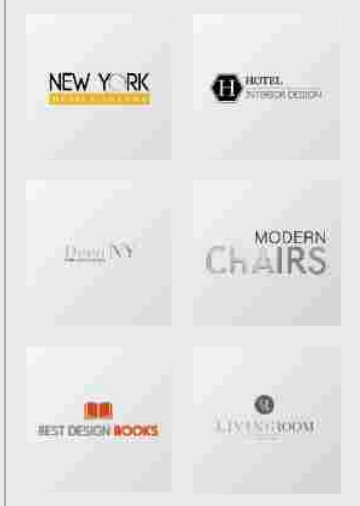 NEW YORK
H
HOTEL
INTERIOR DESIGN
NY
MODERN
ChAIRS
BEST DESIGN BOOKS
LIVINGROOM